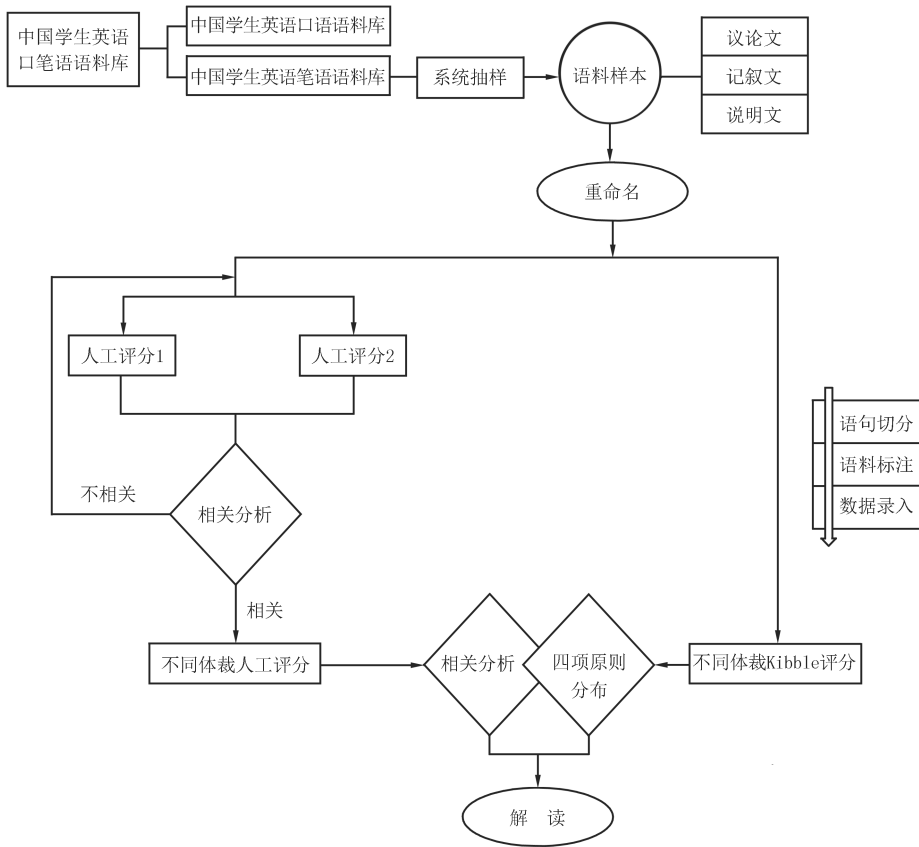 中国学生英语
口笔语语料库
中国学生英语口语语料库
中国学生英语笔语语料库
系统抽样
语料样本
议论文
记叙文
说明文
重命名
人工评分1
人工评分2
语句切分
语料标注
数据录入
不相关
相关分析
相关
不同体裁人工评分
相关分析
四项原则
分布
不同体裁Kibble评分
解 读